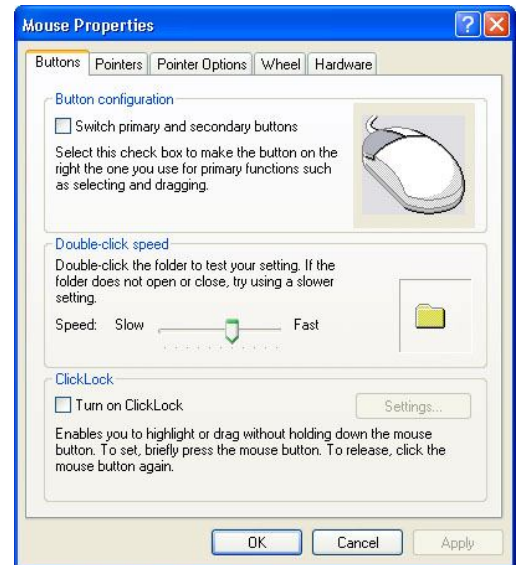 Mouse Properties
Buttons Pointers Pointer Options Wheel Hardware
Button configuration
Switch primary and secondary buttons
Select this check box to make the button on the
right the one you use for primary functions such
as selecting and dragging.
Double-click speed
Double-click the folder to test your setting. If the
folder does not open or close, try using a slower
setting.
Speed: Slow Fast
ClickLock
Turn on ClickLock Settings...
Enables you to highlight or drag without holding down the mouse
button. To set, briefly press the mouse button. To release, click the
mouse button again.
OK Cancel Apply